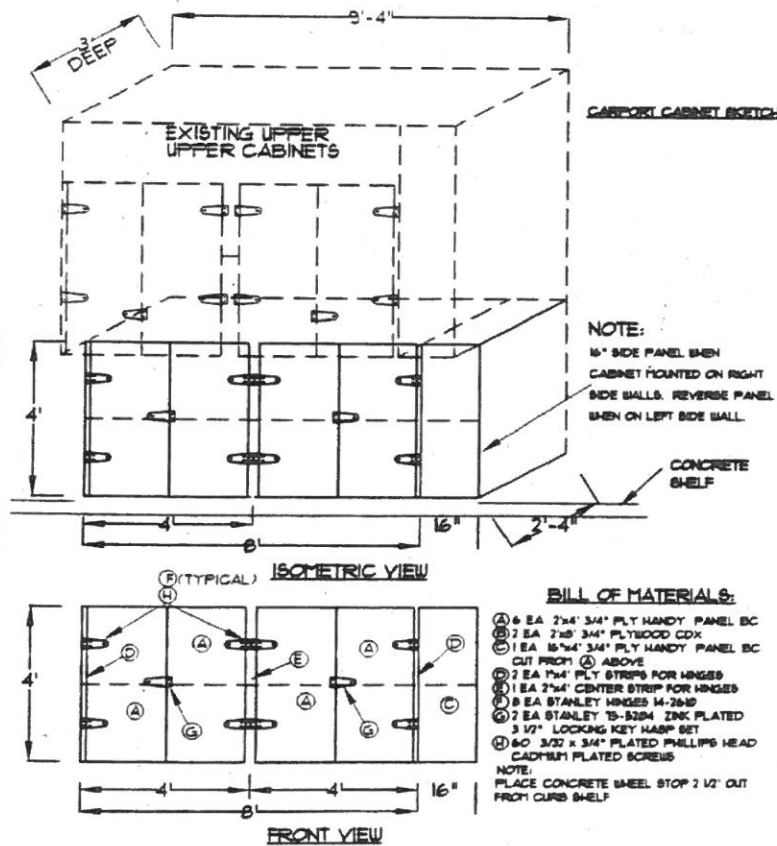 9'-4"
3'
DEEP
CARPORT CABINET SKETCH
EXISTING UPPER
UPPER CABINETS
NOTE:
16" SIDE PANEL WHEN
CABINET MOUNTED ON RIGHT
SIDE WALLS. REVERSE PANEL
WHEN ON LEFT SIDE WALL.
4'
CONCRETE
SHELF
4'
16"
2'-4"
8'
ISOMETRIC VIEW
F (TYPICAL)
H
BILL OF MATERIALS:
A 6 EA 2'x4' 3/4" PLY HANDY PANEL BC
B 2 EA 2'x8' 3/4" PLYWOOD CDX
C 1 EA 16"x4' 3/4" PLY HANDY PANEL BC
CUT FROM A ABOVE
D 2 EA 1"x4' PLY STRIPS FOR HINGES
E 1 EA 2"x4' CENTER STRIP FOR HINGES
F 8 EA STANLEY HINGES
G 2 EA STANLEY ZINK PLATED
3 1/2" LOCKING KEY HASP SET
H 60 3/32 x 3/4" PLATED PHILLIPS HEAD
CADMIUM PLATED SCREWS
NOTE:
PLACE CONCRETE WHEEL STOP 2 1/2' OUT
FROM CURB SHELF
4'
D
A
A
E
A
D
A
G
A
G
C
4'
4'
16"
8'
FRONT VIEW